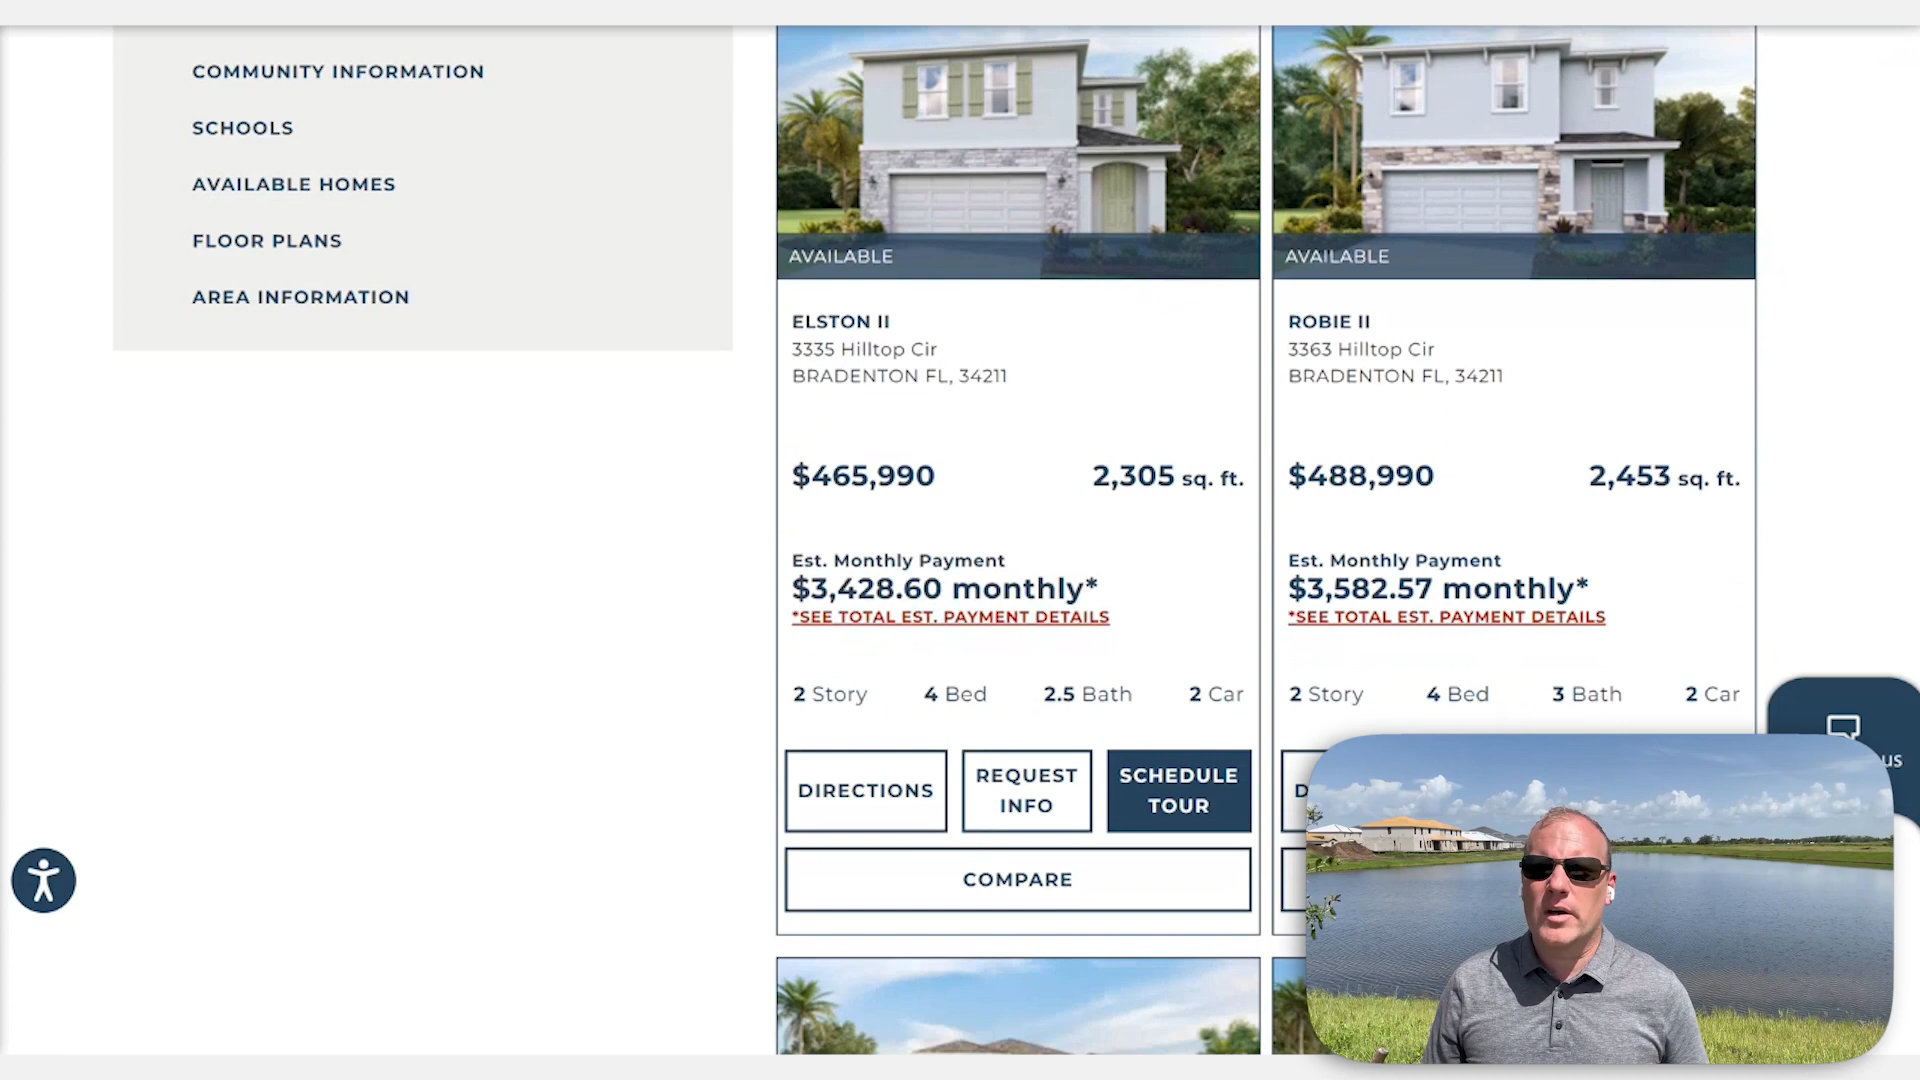 COMMUNITY INFORMATION
SCHOOLS
AVAILABLE HOMES
FLOOR PLANS
AREA INFORMATION
AVAILABLE
ELSTON II
3335 Hilltop Cir
BRADENTON FL, 34211
$465,990 2,305 sq. ft.
Est. Monthly Payment
$3,428.60 monthly*
*SEE TOTAL EST. PAYMENT DETAILS
2 Story 4 Bed 2.5 Bath 2 Car
DIRECTIONS
REQUEST
INFO
SCHEDULE
TOUR
COMPARE
AVAILABLE
ROBIE II
3363 Hilltop Cir
BRADENTON FL, 34211
$488,990 2,453 sq. ft.
Est. Monthly Payment
$3,582.57 monthly*
*SEE TOTAL EST. PAYMENT DETAILS
2 Story 4 Bed 3 Bath 2 Car
D
us